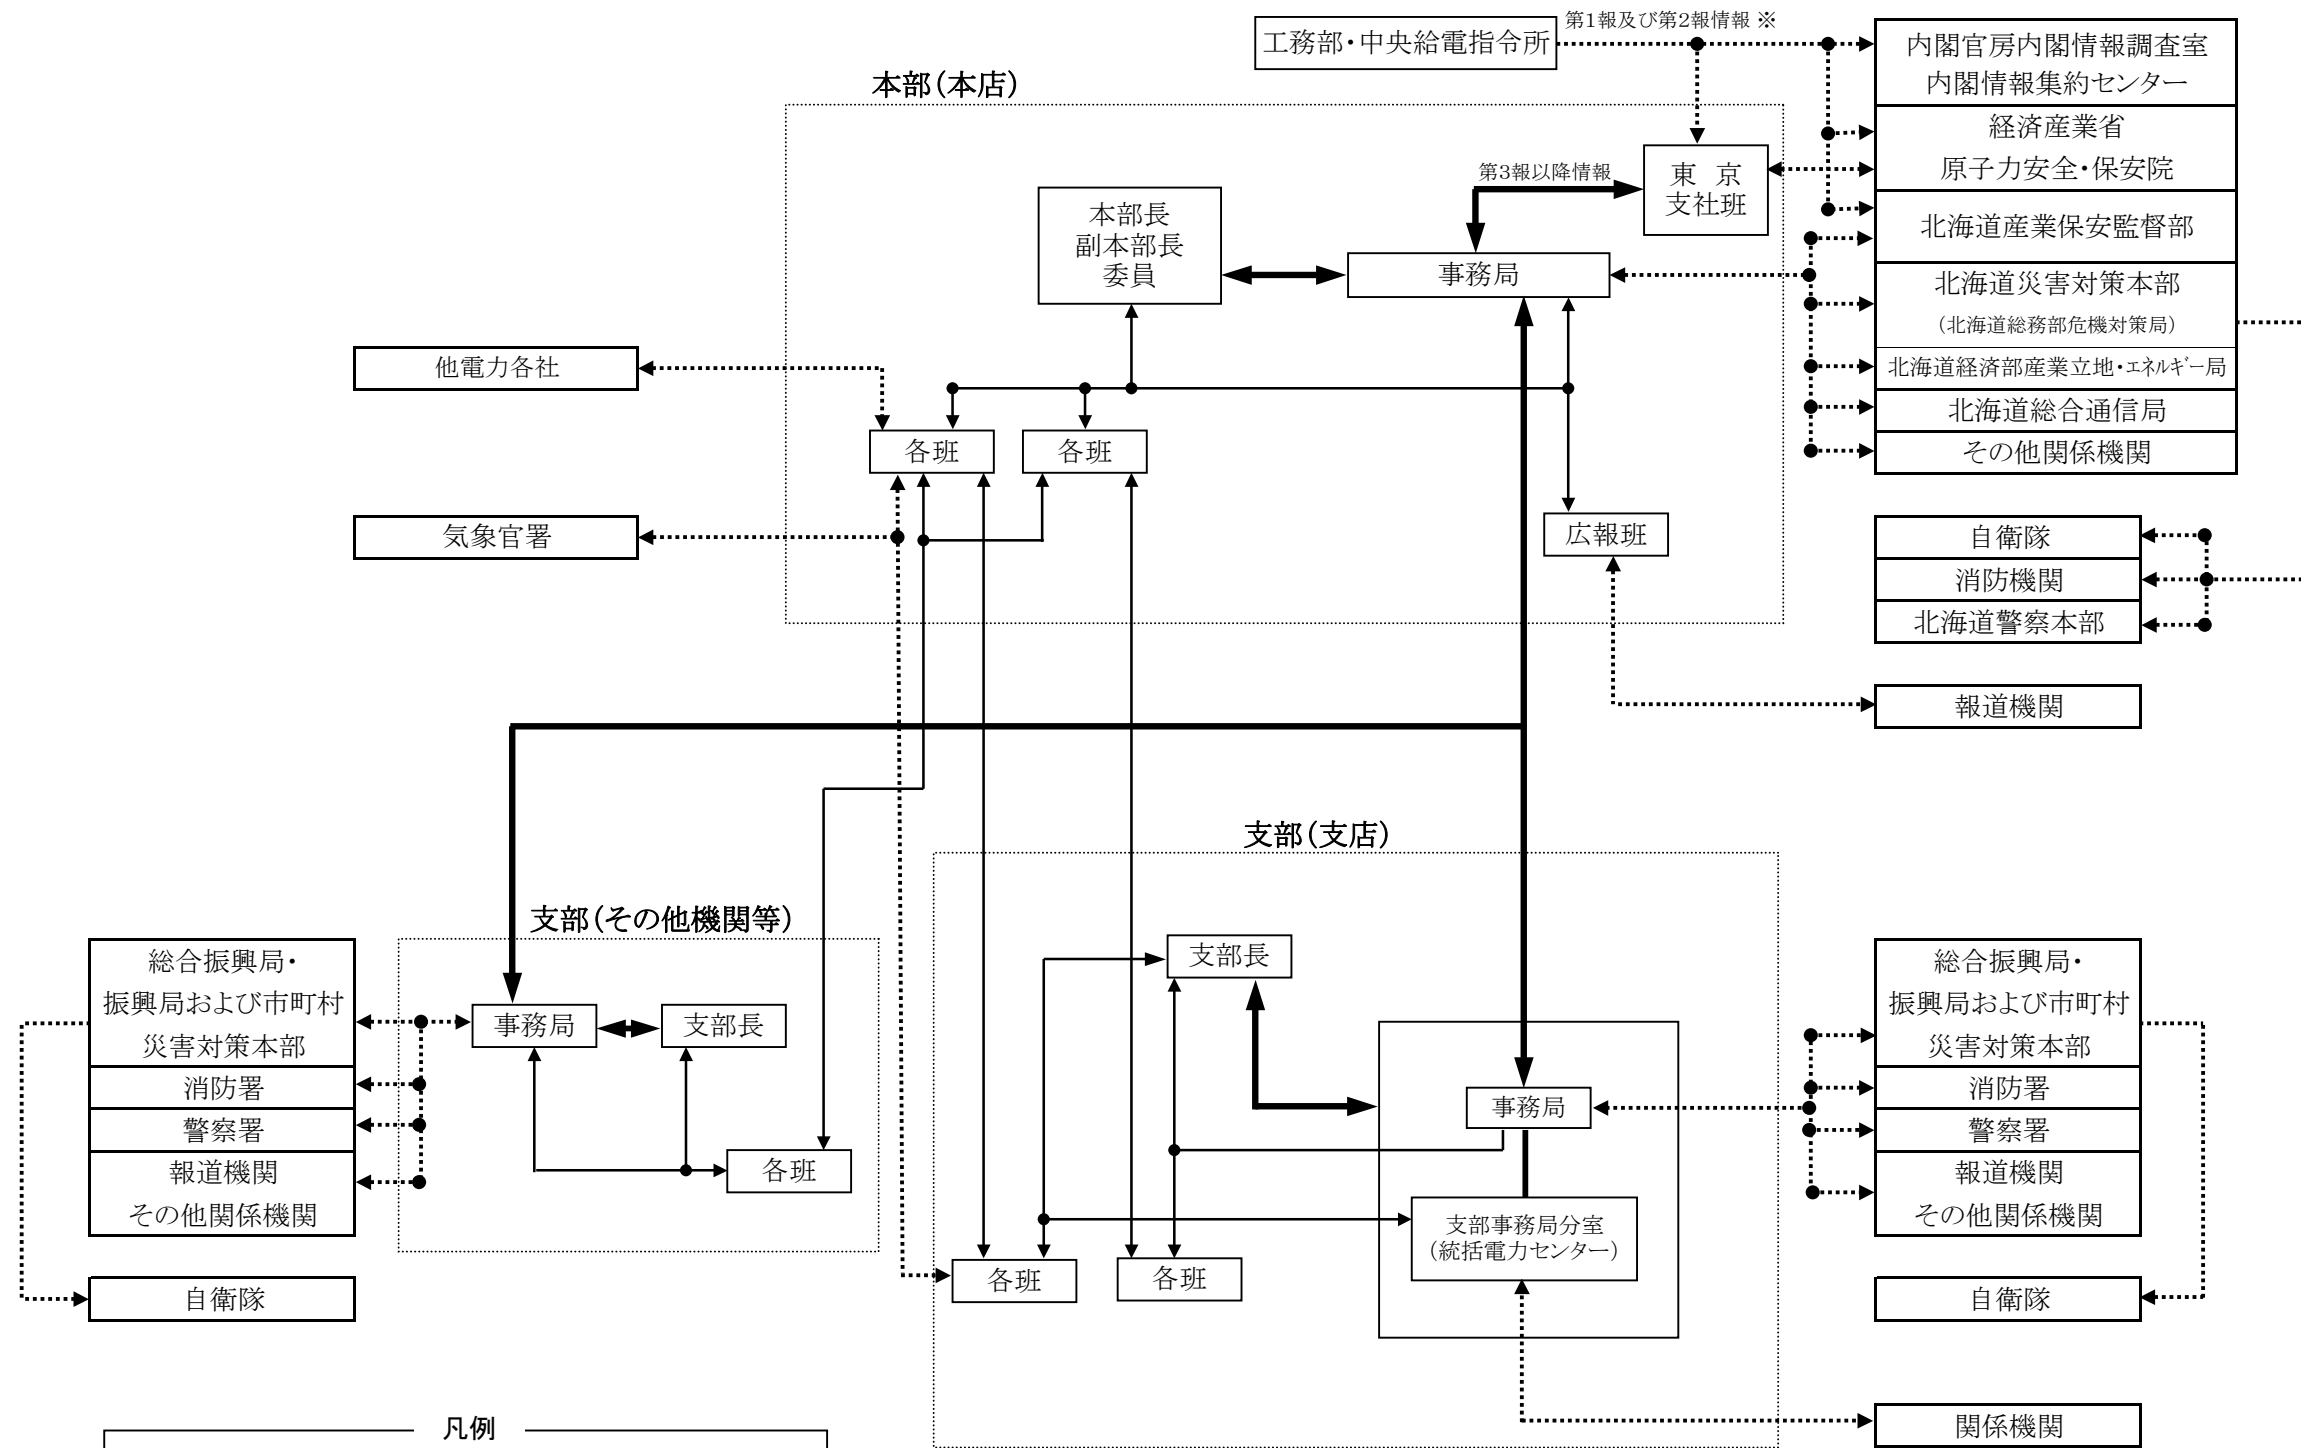 工務部・中央給電指令所
第1報及び第2報情報 ※
内閣官房内閣情報調査室
内閣情報集約センター
経済産業省
原子力安全・保安院
北海道産業保安監督部
北海道災害対策本部
（北海道総務部危機対策局）
北海道経済部産業立地・エネルギー局
北海道総合通信局
その他関係機関
本部（本店）
第3報以降情報
東 京
支社班
本部長
副本部長
委員
事務局
他電力各社
各班
各班
気象官署
広報班
自衛隊
消防機関
北海道警察本部
報道機関
支部（支店）
支部（その他機関等）
総合振興局・
振興局および市町村
災害対策本部
消防署
警察署
報道機関
その他関係機関
自衛隊
事務局
支部長
各班
支部長
事務局
支部事務局分室
（統括電力センター）
各班
各班
総合振興局・
振興局および市町村
災害対策本部
消防署
警察署
報道機関
その他関係機関
自衛隊
関係機関
凡例